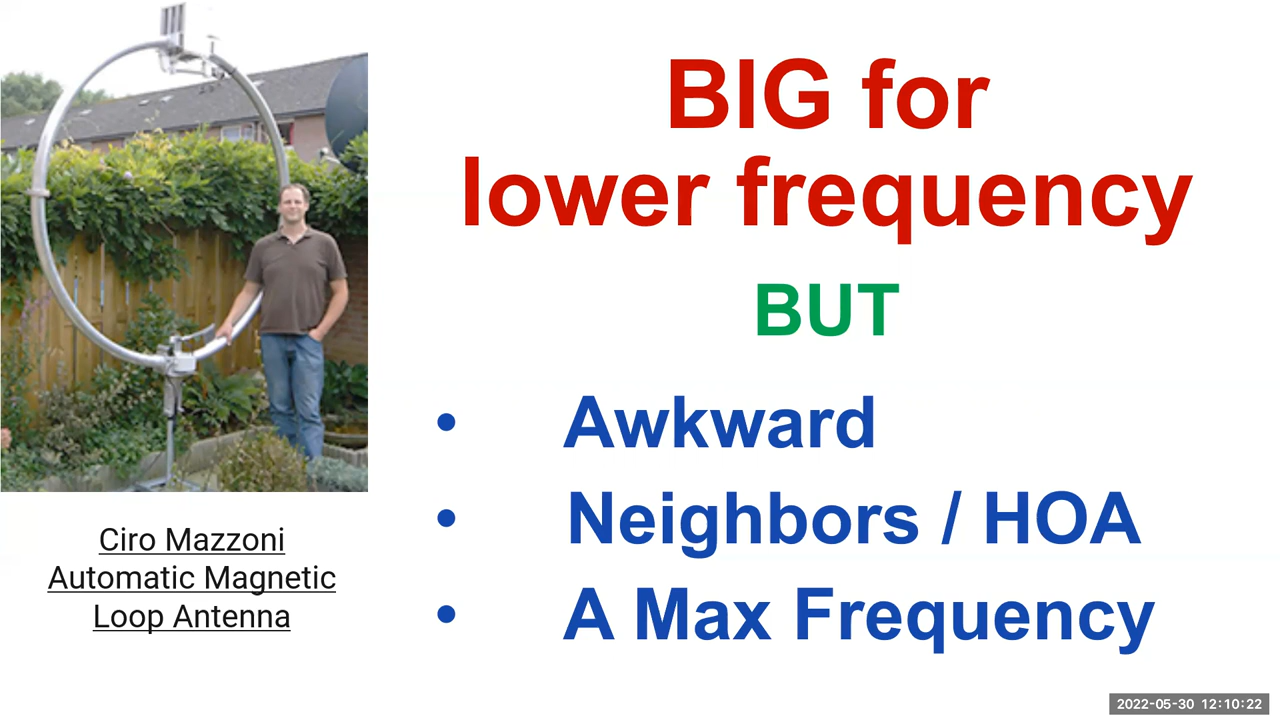 BIG for
lower frequency
BUT
• Awkward
• Neighbors / HOA
• A Max Frequency
Ciro Mazzoni
Automatic Magnetic
Loop Antenna
2022-05-30 12:10:22